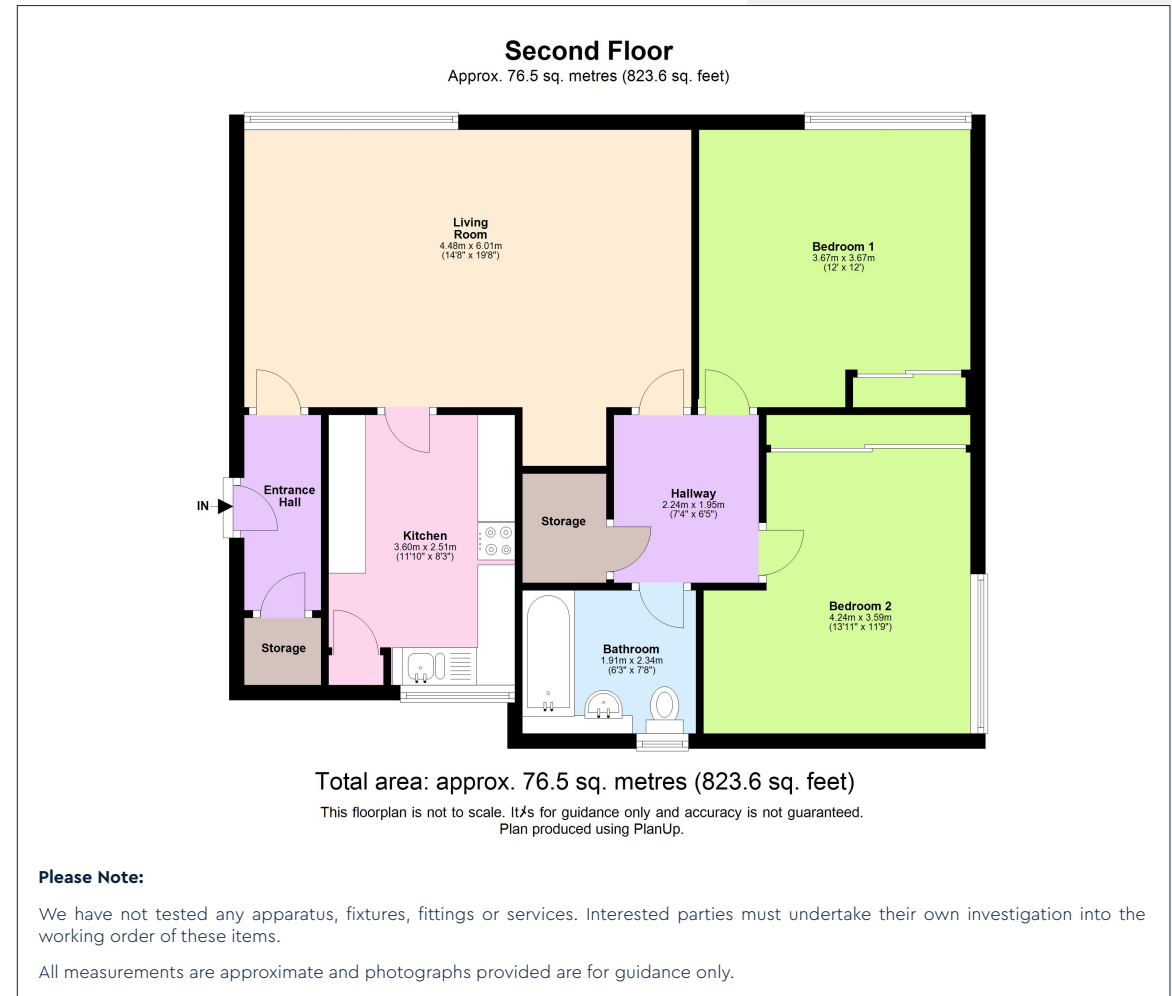 Second Floor
Approx. 76.5 sq. metres (823.6 sq. feet)
Living
Room
4.48m x 6.01m
(14'8" x 19'8")
Bedroom 1
3.67m x 3.67m
(12' x 12')
Entrance
Hall
IN
Kitchen
3.60m x 2.51m
(11'10" x 8'3")
Storage
Hallway
2.24m x 1.95m
(7'4" x 6'5")
Bedroom 2
4.24m x 3.59m
(13'11" x 11'9")
Storage
Bathroom
1.91m x 2.34m
(6'3" x 7'8")
Total area: approx. 76.5 sq. metres (823.6 sq. feet)
This floorplan is not to scale. It⁒s for guidance only and accuracy is not guaranteed.
Plan produced using PlanUp.
Please Note:
We have not tested any apparatus, fixtures, fittings or services. Interested parties must undertake their own investigation into the
working order of these items.
All measurements are approximate and photographs provided are for guidance only.